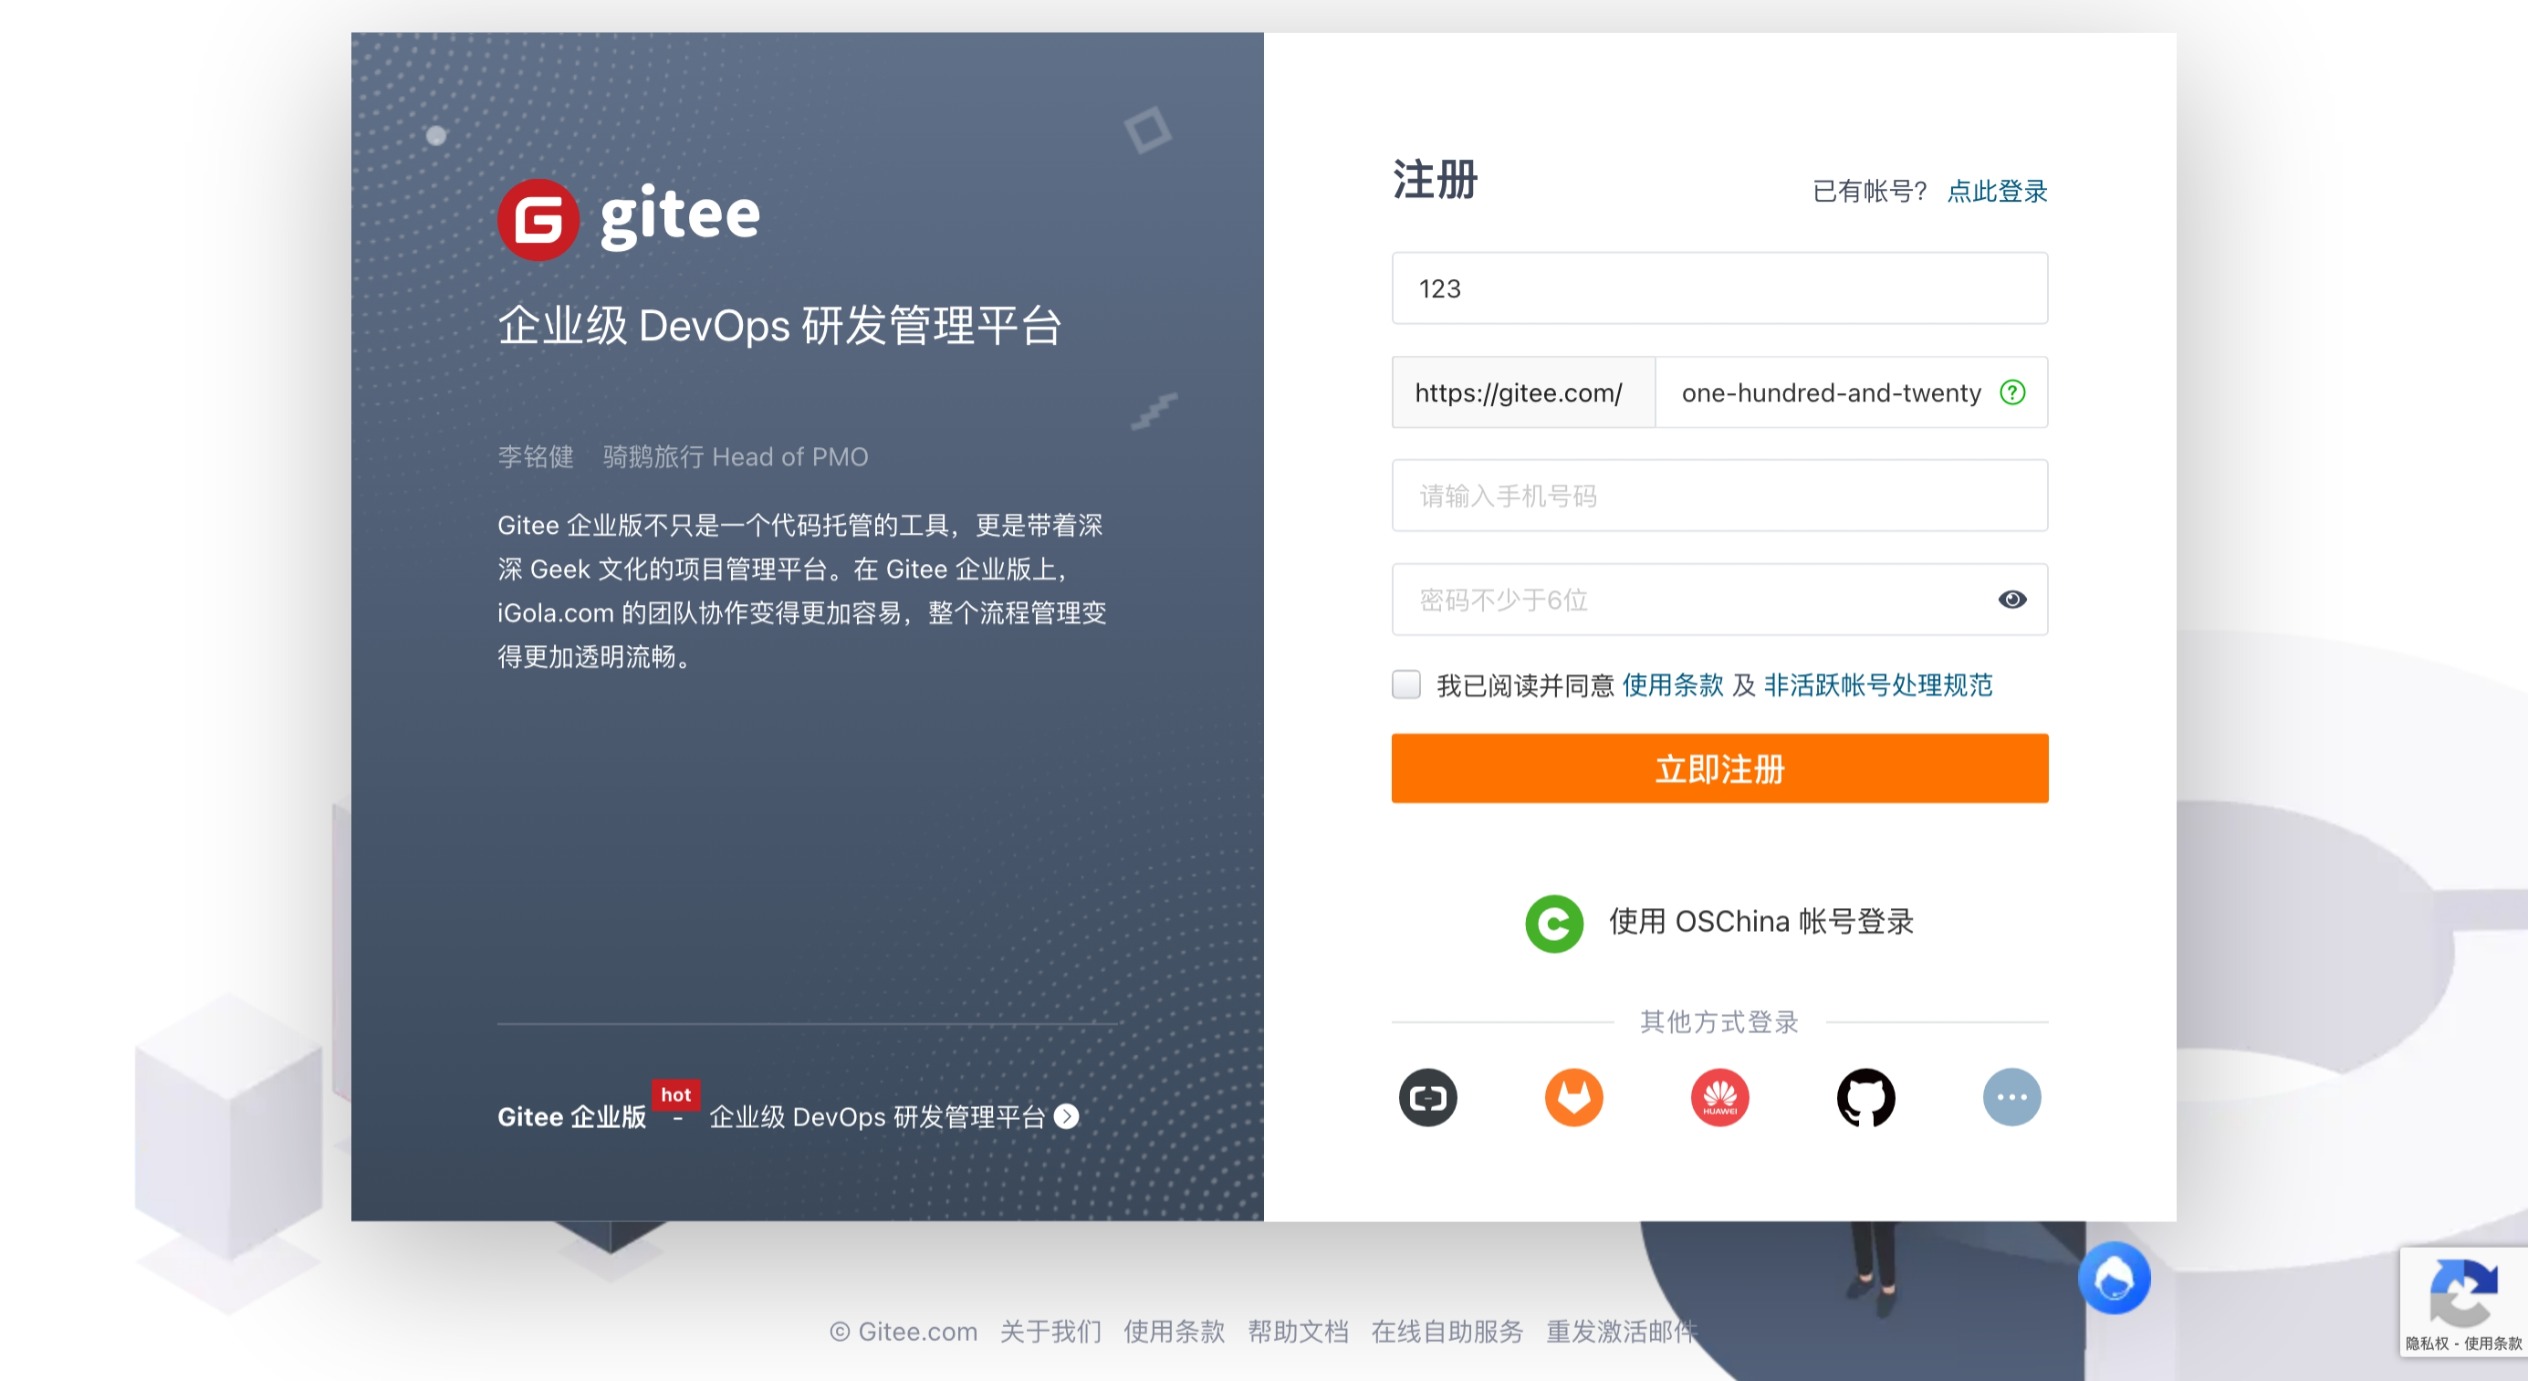 gitee
企业级 DevOps 研发管理平台
李铭健 骑鹅旅行 Head of PMO
Gitee 企业版不只是一个代码托管的工具，更是带着深
深 Geek 文化的项目管理平台。在 Gitee 企业版上，
iGola.com 的团队协作变得更加容易，整个流程管理变
得更加透明流畅。
Gitee 企业版 hot - 企业级 DevOps 研发管理平台
注册
已有帐号? 点此登录
123
https://gitee.com/ one-hundred-and-twenty
请输入手机号码
密码不少于6位
我已阅读并同意 使用条款 及 非活跃帐号处理规范
立即注册
使用 OSChina 帐号登录
其他方式登录
HUAWEI
© Gitee.com 关于我们 使用条款 帮助文档 在线自助服务 重发激活邮件
隐私权 - 使用条款